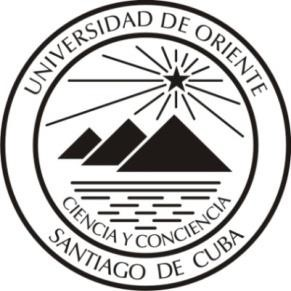 UNIVERSIDAD DE ORIENTE
CIENCIA Y CONCIENCIA
SANTIAGO DE CUBA